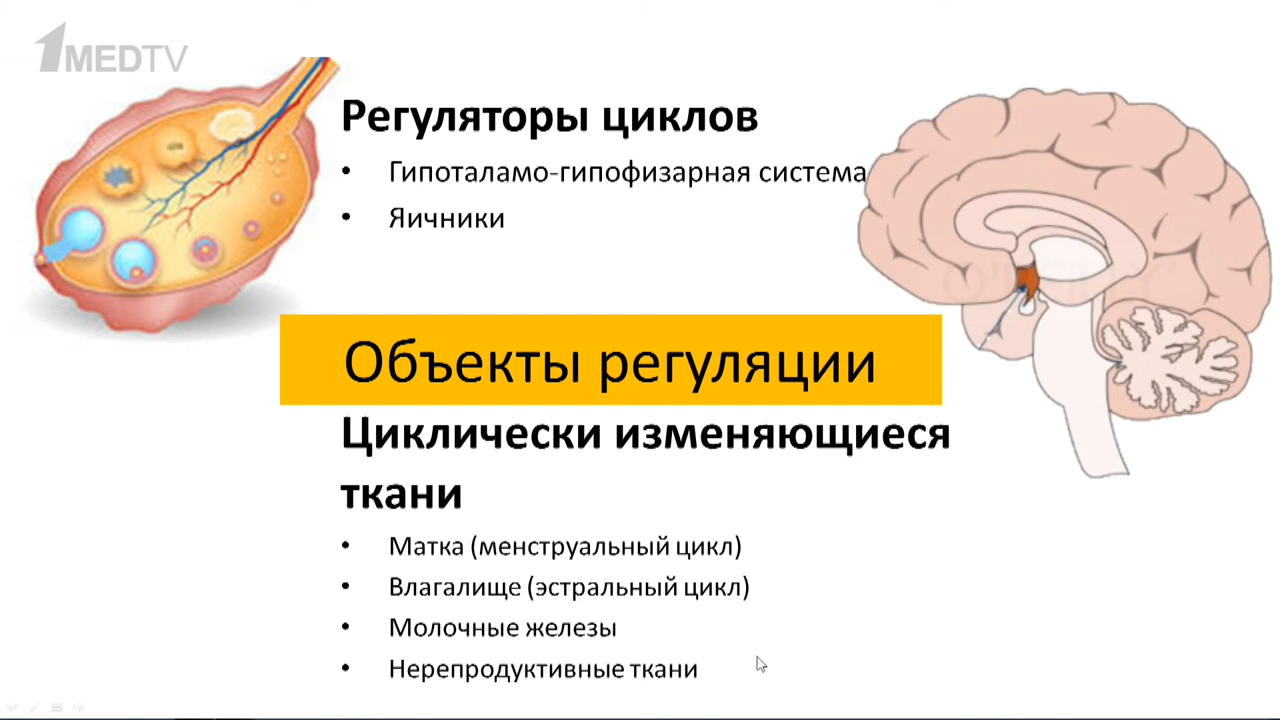 1MEDTV
Регуляторы циклов
• Гипоталамо-гипофизарная система
• Яичники
Объекты регуляции
Циклически изменяющиеся
ткани
• Матка (менструальный цикл)
• Влагалище (эстральный цикл)
• Молочные железы
• Нерепродуктивные ткани